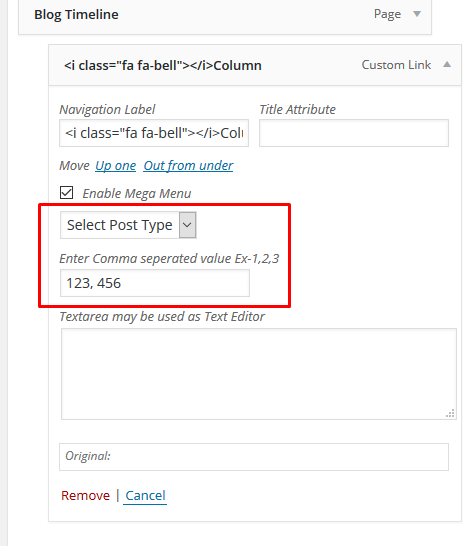 Blog Timeline Page
<i class="fa fa-bell"></i>Column Custom Link
Navigation Label Title Attribute
<i class="fa fa-bell"></i>Colu
Move Up one Out from under
Enable Mega Menu
Select Post Type
Enter Comma seperated value Ex-1,2,3
123, 456
Textarea may be used as Text Editor
Original:
Remove | Cancel